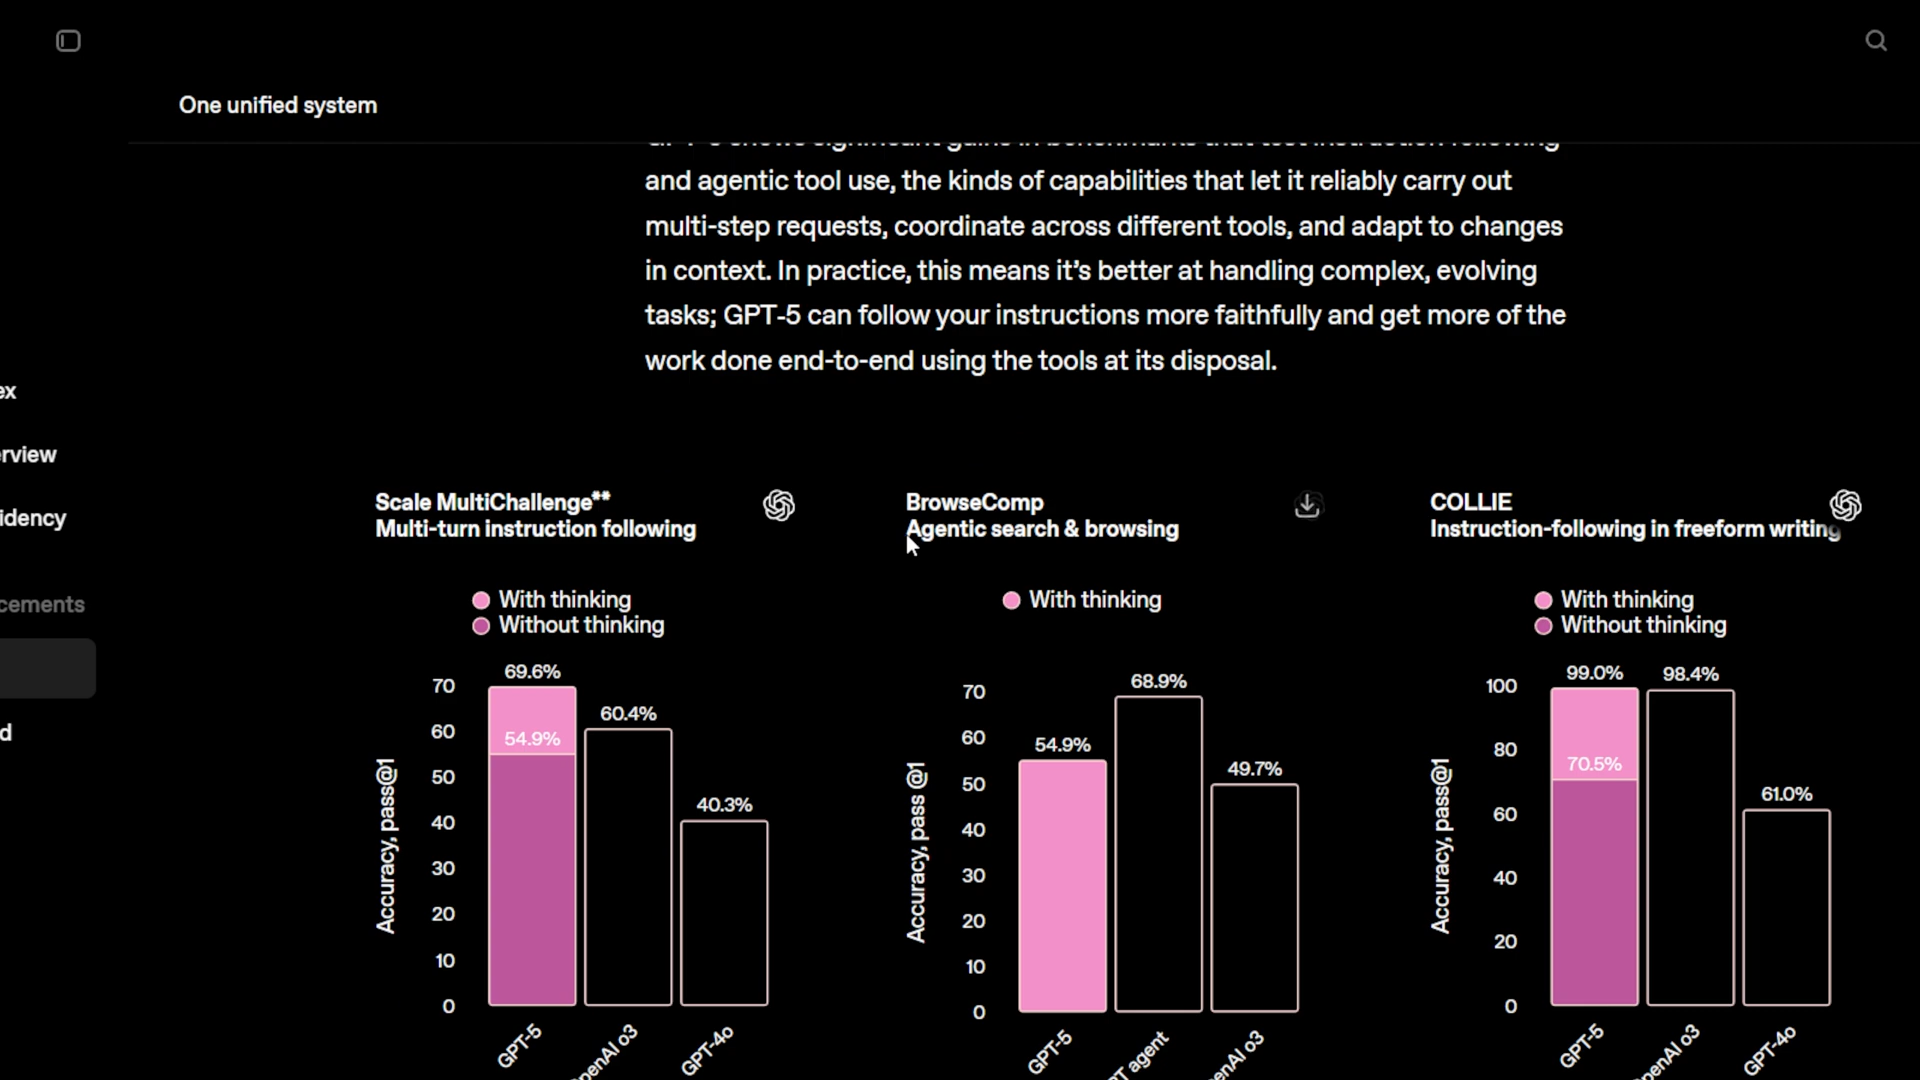 One unified system
and agentic tool use, the kinds of capabilities that let it reliably carry out
multi-step requests, coordinate across different tools, and adapt to changes
in context. In practice, this means it’s better at handling complex, evolving
tasks; GPT-5 can follow your instructions more faithfully and get more of the
work done end-to-end using the tools at its disposal.
ex
erview
idency
cements
d
Scale MultiChallenge**
Multi-turn instruction following
With thinking
Without thinking
69.6%
54.9%
60.4%
40.3%
70
60
50
40
30
20
10
0
Accuracy, pass@1
GPT-5
penAI o3
GPT-4o
BrowseComp
Agentic search & browsing
With thinking
54.9%
68.9%
49.7%
70
60
50
40
30
20
10
0
Accuracy, pass @1
GPT-5
T agent
enAI o3
COLLIE
Instruction-following in freeform writing
With thinking
Without thinking
99.0%
70.5%
98.4%
61.0%
100
80
60
40
20
0
Accuracy, pass@1
GPT-5
penAI o3
GPT-4o